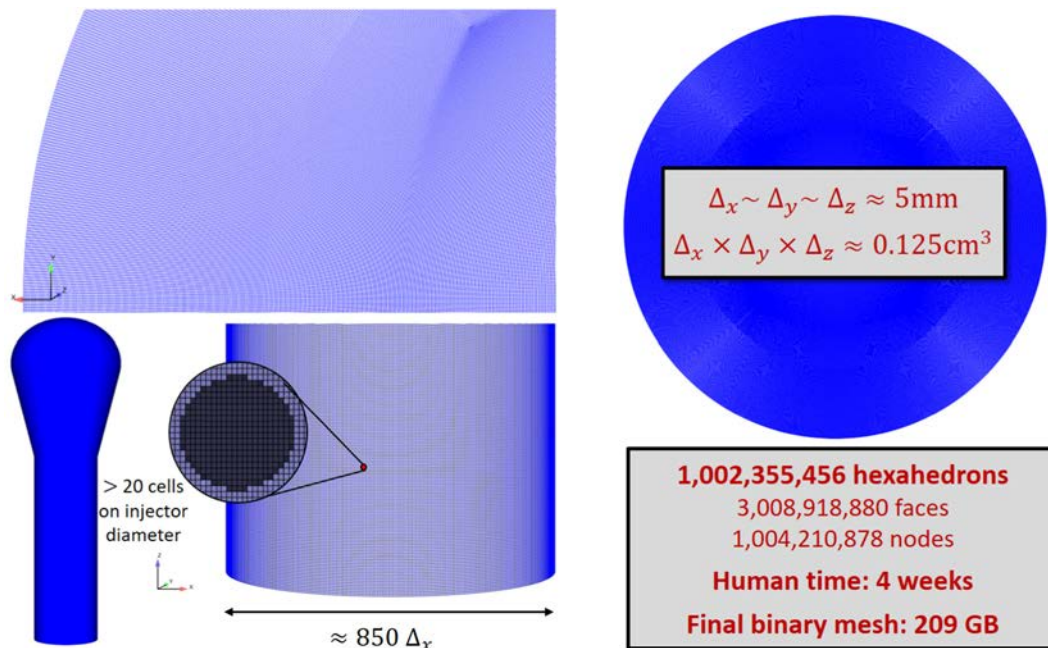 Y
X
Z
Δx ~ Δy ~ Δz ≈ 5mm
Δx × Δy × Δz ≈ 0.125cm³
> 20 cells
on injector
diameter
Z
Y
X
≈ 850 Δx
1,002,355,456 hexahedrons
3,008,918,880 faces
1,004,210,878 nodes
Human time: 4 weeks
Final binary mesh: 209 GB